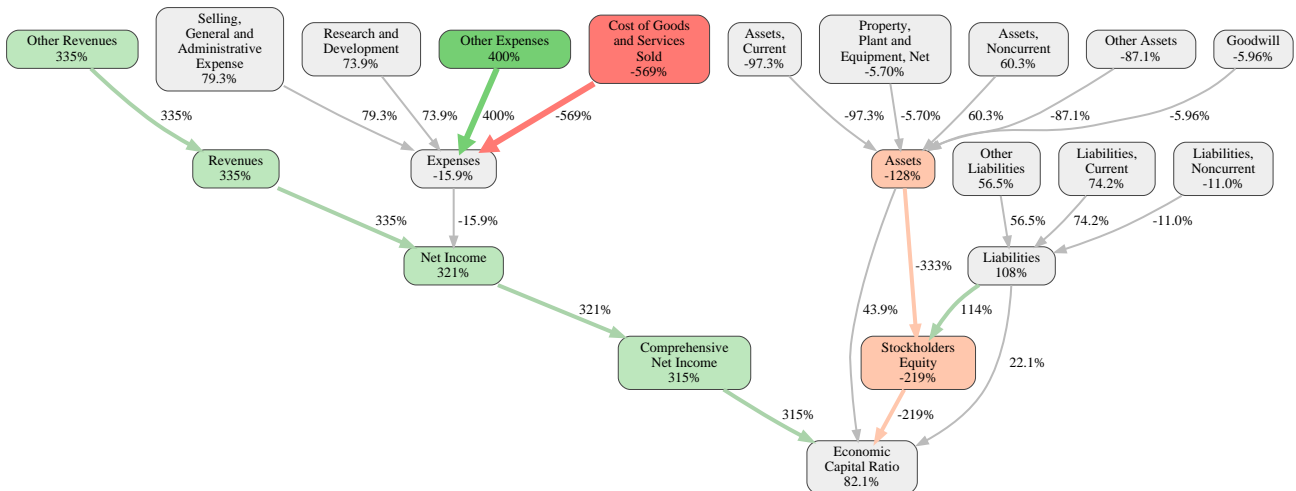 Other Revenues
335%
Selling,
General and
Administrative
Expense
79.3%
Research and
Development
73.9%
Other Expenses
400%
Cost of Goods
and Services
Sold
-569%
Assets,
Current
-97.3%
Property,
Plant and
Equipment, Net
-5.70%
Assets,
Noncurrent
60.3%
Other Assets
-87.1%
Goodwill
-5.96%
335%
79.3%
73.9%
400%
-569%
-97.3%
-5.70%
60.3%
-87.1%
-5.96%
Revenues
335%
Expenses
-15.9%
Assets
-128%
Other
Liabilities
56.5%
Liabilities,
Current
74.2%
Liabilities,
Noncurrent
-11.0%
335%
-15.9%
56.5%
74.2%
-11.0%
Net Income
321%
-333%
Liabilities
108%
321%
43.9%
114%
Comprehensive
Net Income
315%
Stockholders
Equity
-219%
22.1%
315%
-219%
Economic
Capital Ratio
82.1%